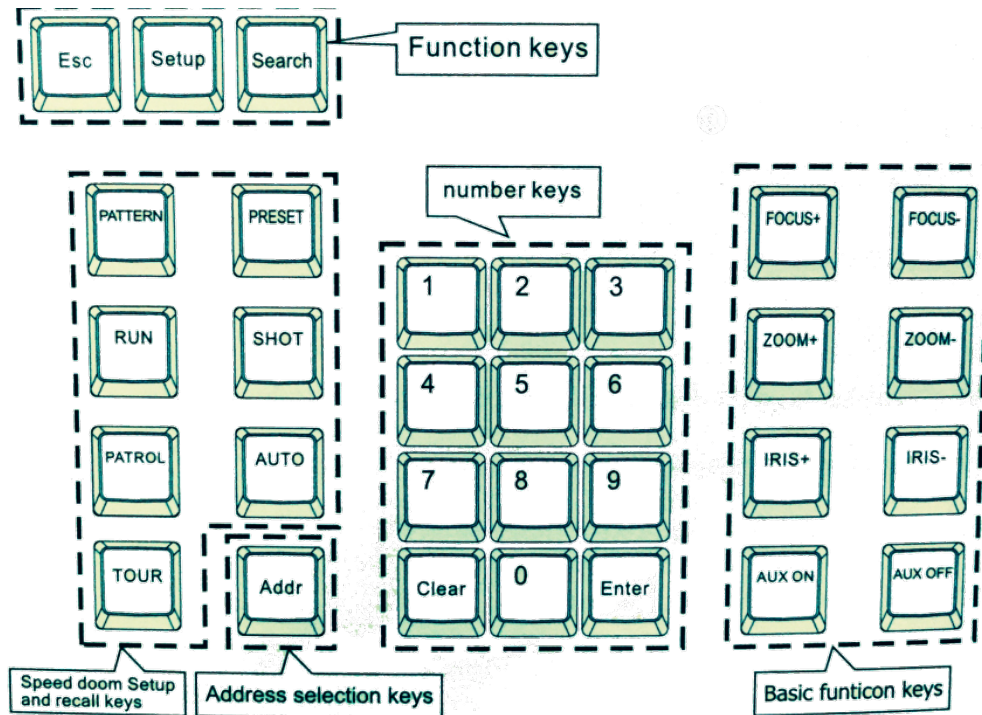 Esc Setup Search
Function keys
PATTERN PRESET
RUN SHOT
PATROL AUTO
TOUR Addr
Speed doom Setup
and recall keys
Address selection keys
number keys
1 2 3
4 5 6
7 8 9
Clear 0 Enter
FOCUS+ FOCUS-
ZOOM+ ZOOM-
IRIS+ IRIS-
AUX ON AUX OFF
Basic funticon keys